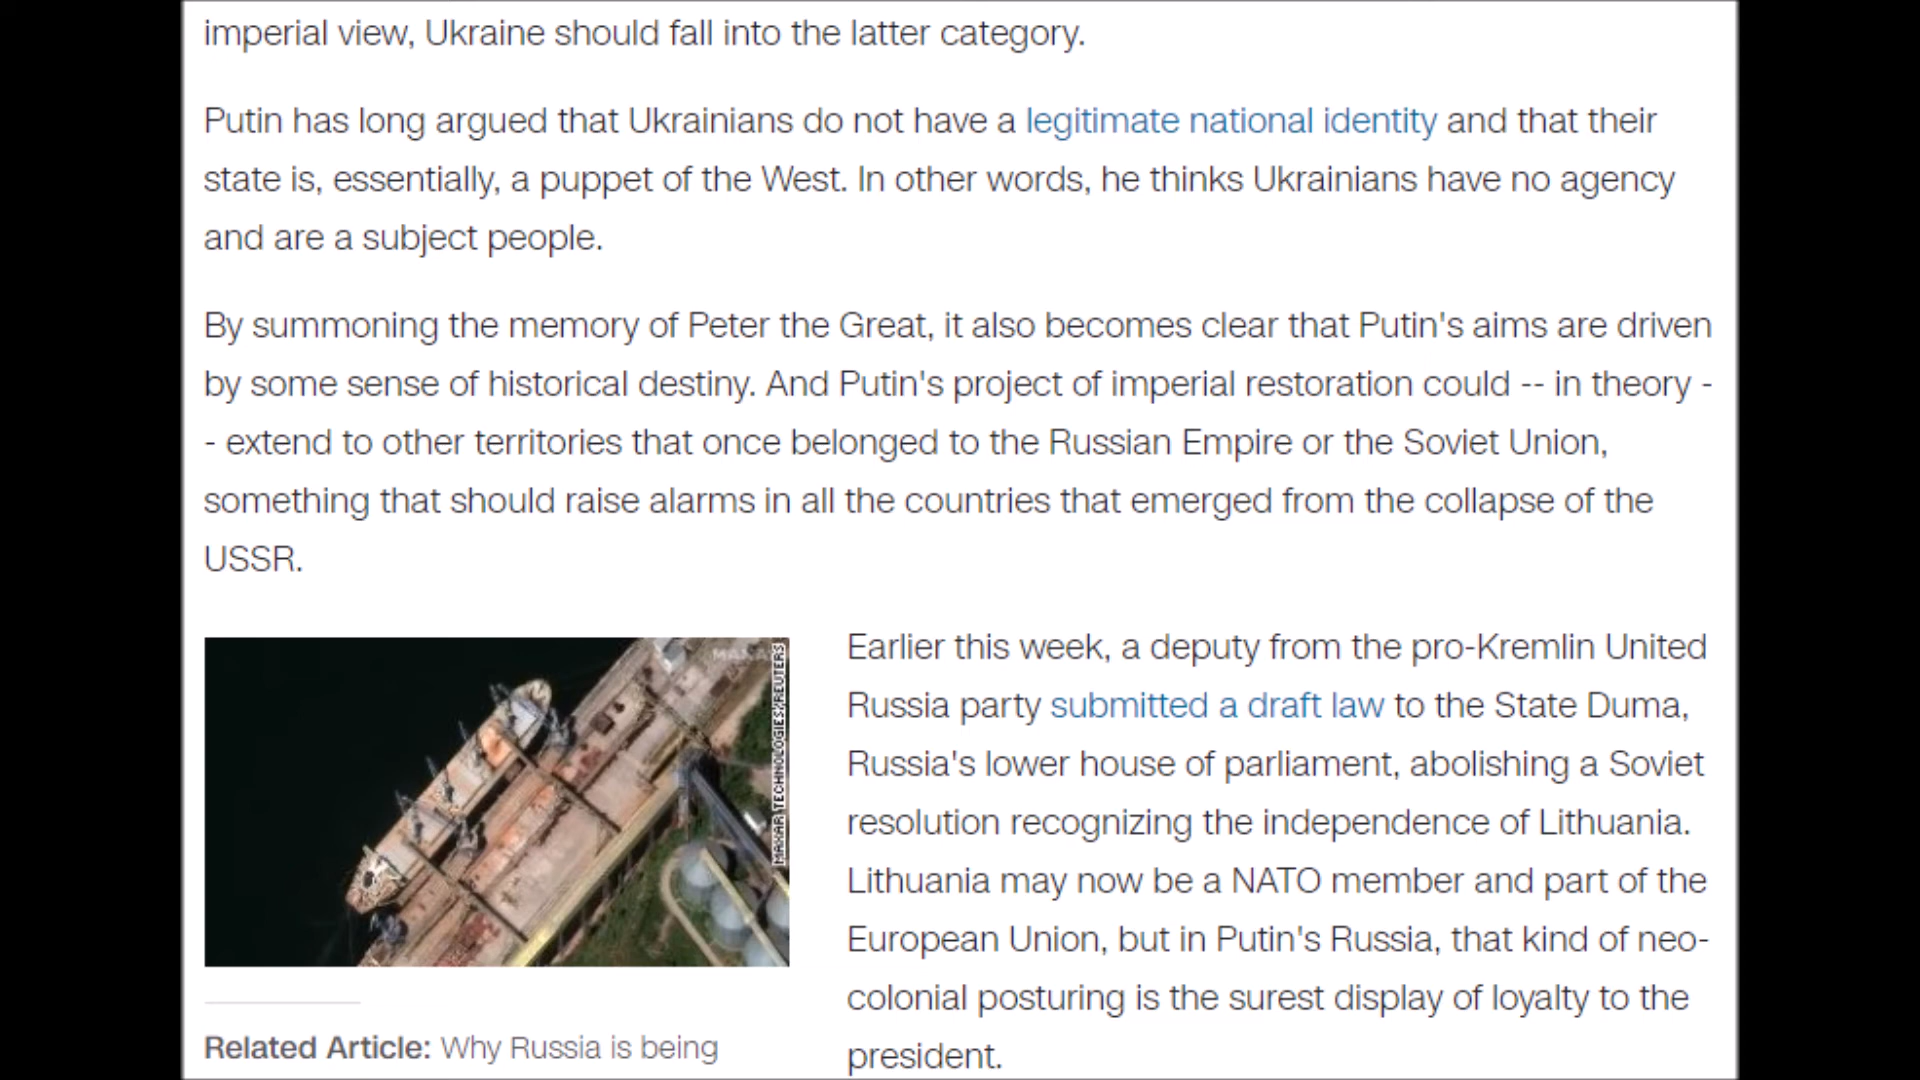 imperial view, Ukraine should fall into the latter category.
Putin has long argued that Ukrainians do not have a legitimate national identity and that their
state is, essentially, a puppet of the West. In other words, he thinks Ukrainians have no agency
and are a subject people.
By summoning the memory of Peter the Great, it also becomes clear that Putin's aims are driven
by some sense of historical destiny. And Putin's project of imperial restoration could -- in theory -
- extend to other territories that once belonged to the Russian Empire or the Soviet Union,
something that should raise alarms in all the countries that emerged from the collapse of the
USSR.
MAXAR TECHNOLOGIES/REUTERS
Related Article: Why Russia is being
Earlier this week, a deputy from the pro-Kremlin United
Russia party submitted a draft law to the State Duma,
Russia's lower house of parliament, abolishing a Soviet
resolution recognizing the independence of Lithuania.
Lithuania may now be a NATO member and part of the
European Union, but in Putin's Russia, that kind of neo-
colonial posturing is the surest display of loyalty to the
president.